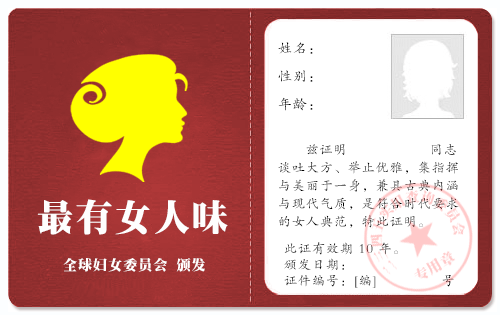 最有女人味
全球妇女委员会 颁发
姓名：
性别：
年龄：
兹证明 同志
谈吐大方、举止优雅，集指挥
与美丽于一身，兼具古典内涵
与现代气质，是符合时代要求
的女人典范，特此证明。
此证有效期 10 年。
颁发日期：
证件编号：[编] 号
专用章